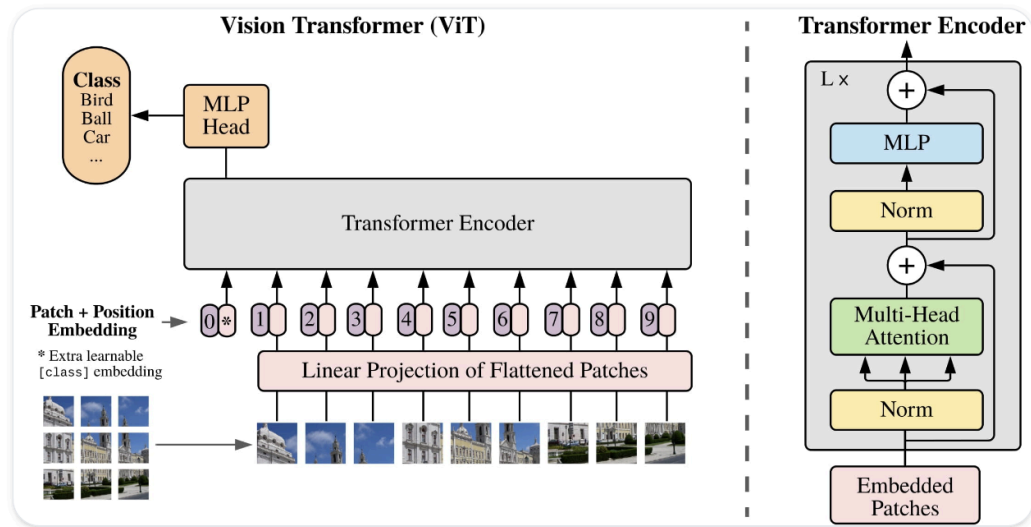 Vision Transformer (ViT)
Class
Bird
Ball
Car
...
MLP
Head
Transformer Encoder
Patch + Position
Embedding
0 * 1 2 3 4 5 6 7 8 9
* Extra learnable
[class] embedding
Linear Projection of Flattened Patches
Transformer Encoder
L x
+
MLP
Norm
+
Multi-Head
Attention
Norm
Embedded
Patches